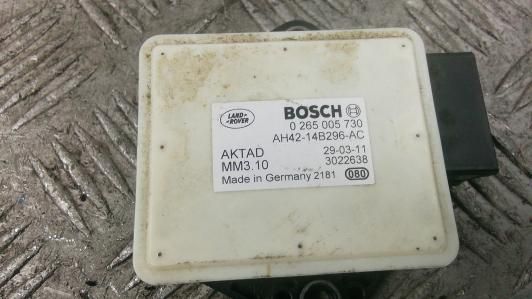 LAND ROVER
BOSCH
0 265 005 730
AH42-14B296-AC
AKTAD 29-03-11
MM3.10 3022638
Made in Germany 2181 080